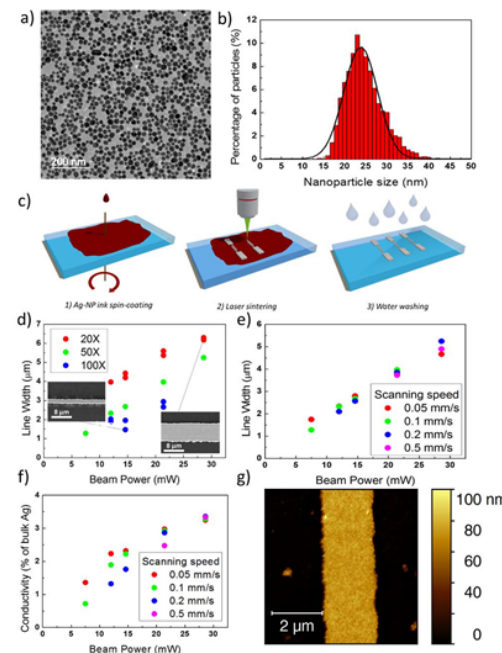 a)
200 nm
b)
Percentage of particles (%)
12
10
8
6
4
2
0
0 5 10 15 20 25 30 35 40 45 50
Nanoparticle size (nm)
c)
1) Ag-NP ink spin-coating
2) Laser sintering
3) Water washing
d)
Line Width (μm)
7
6
5
4
3
2
1
0
20X
50X
100X
8 μm
8 μm
0 5 10 15 20 25 30
Beam Power (mW)
e)
Line Width (μm)
6
5
4
3
2
1
0
Scanning speed
0.05 mm/s
0.1 mm/s
0.2 mm/s
0.5 mm/s
0 5 10 15 20 25 30
Beam Power (mW)
f)
Conductivity (% of bulk Ag)
4
3
2
1
0
Scanning speed
0.05 mm/s
0.1 mm/s
0.2 mm/s
0.5 mm/s
0 5 10 15 20 25 30
Beam Power (mW)
g)
2 μm
100 nm
80
60
40
20
0